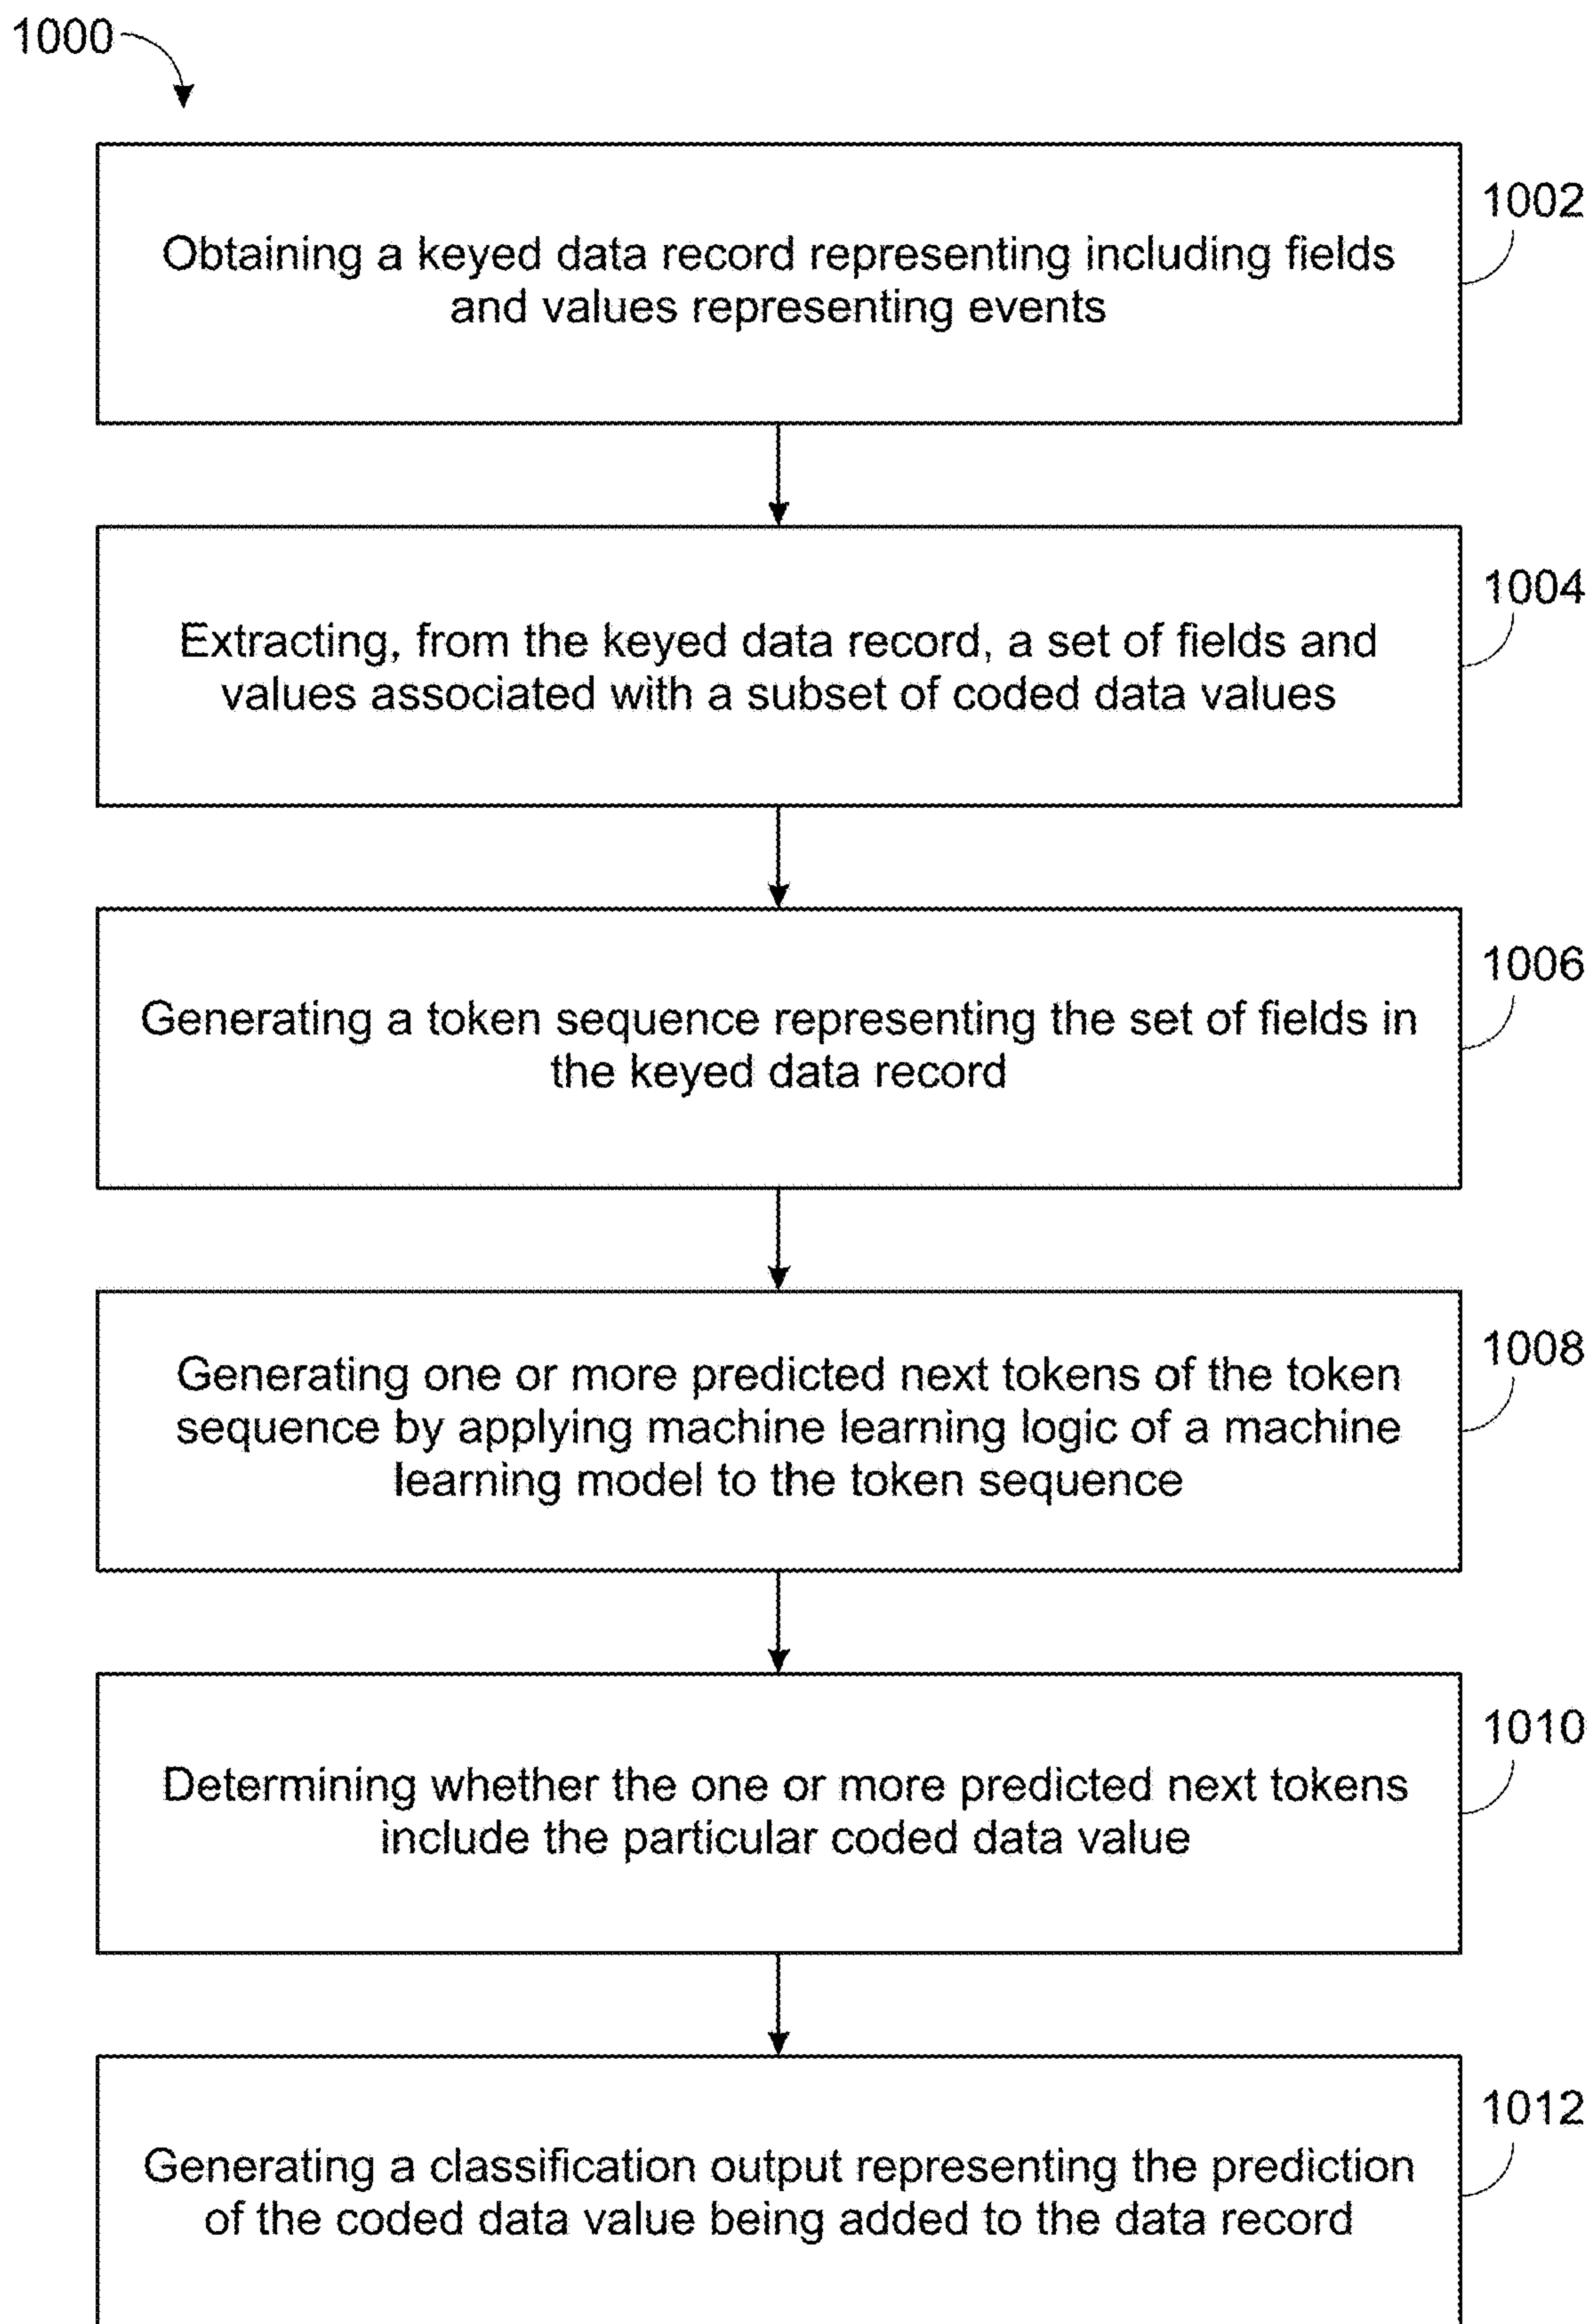 1000
1002
Obtaining a keyed data record representing including fields
and values representing events
1004
Extracting, from the keyed data record, a set of fields and
values associated with a subset of coded data values
1006
Generating a token sequence representing the set of fields in
the keyed data record
1008
Generating one or more predicted next tokens of the token
sequence by applying machine learning logic of a machine
learning model to the token sequence
1010
Determining whether the one or more predicted next tokens
include the particular coded data value
1012
Generating a classification output representing the prediction
of the coded data value being added to the data record